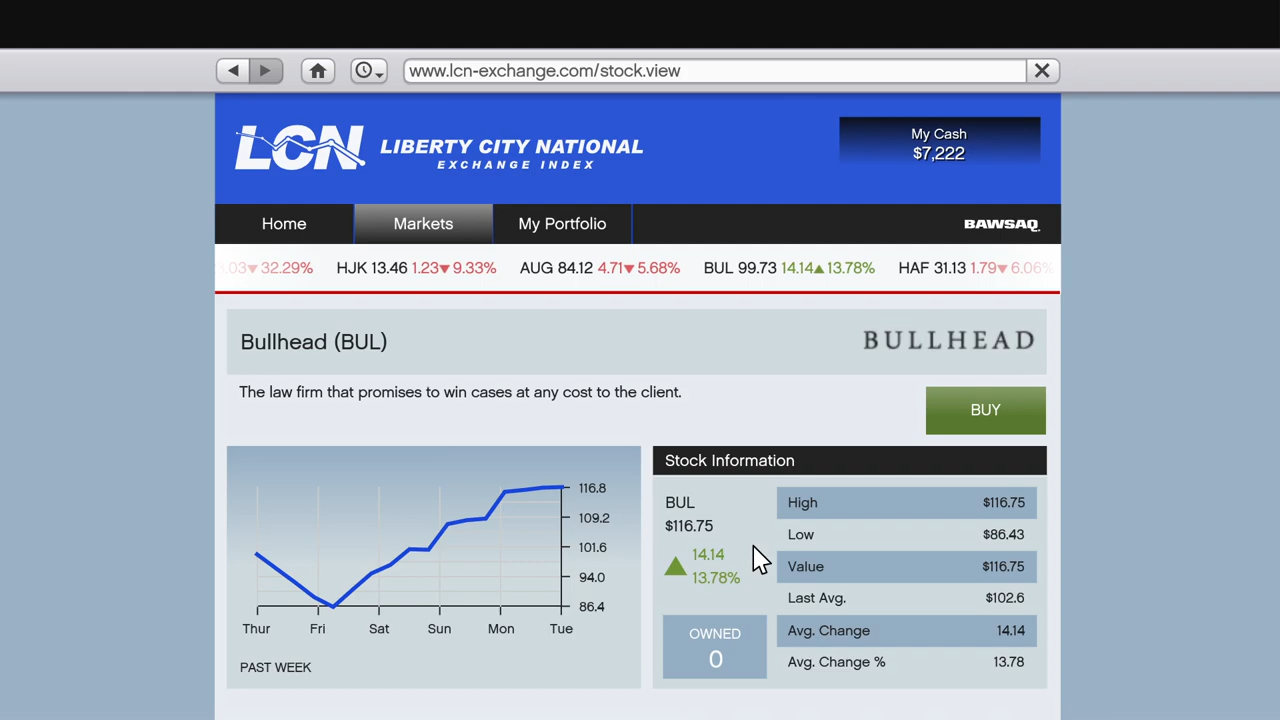 www.lcn-exchange.com/stock.view
LCN LIBERTY CITY NATIONAL
EXCHANGE INDEX
My Cash
$7,222
Home Markets My Portfolio BAWSAQ
.03▼32.29% HJK 13.46 1.23▼9.33% AUG 84.12 4.71▼5.68% BUL 99.73 14.14▲13.78% HAF 31.13 1.79▼6.06%
Bullhead (BUL) BULLHEAD
The law firm that promises to win cases at any cost to the client.
BUY
116.8
109.2
101.6
94.0
86.4
Thur Fri Sat Sun Mon Tue
PAST WEEK
Stock Information
BUL
$116.75
14.14
13.78%
OWNED
0
High $116.75
Low $86.43
Value $116.75
Last Avg. $102.6
Avg. Change 14.14
Avg. Change % 13.78